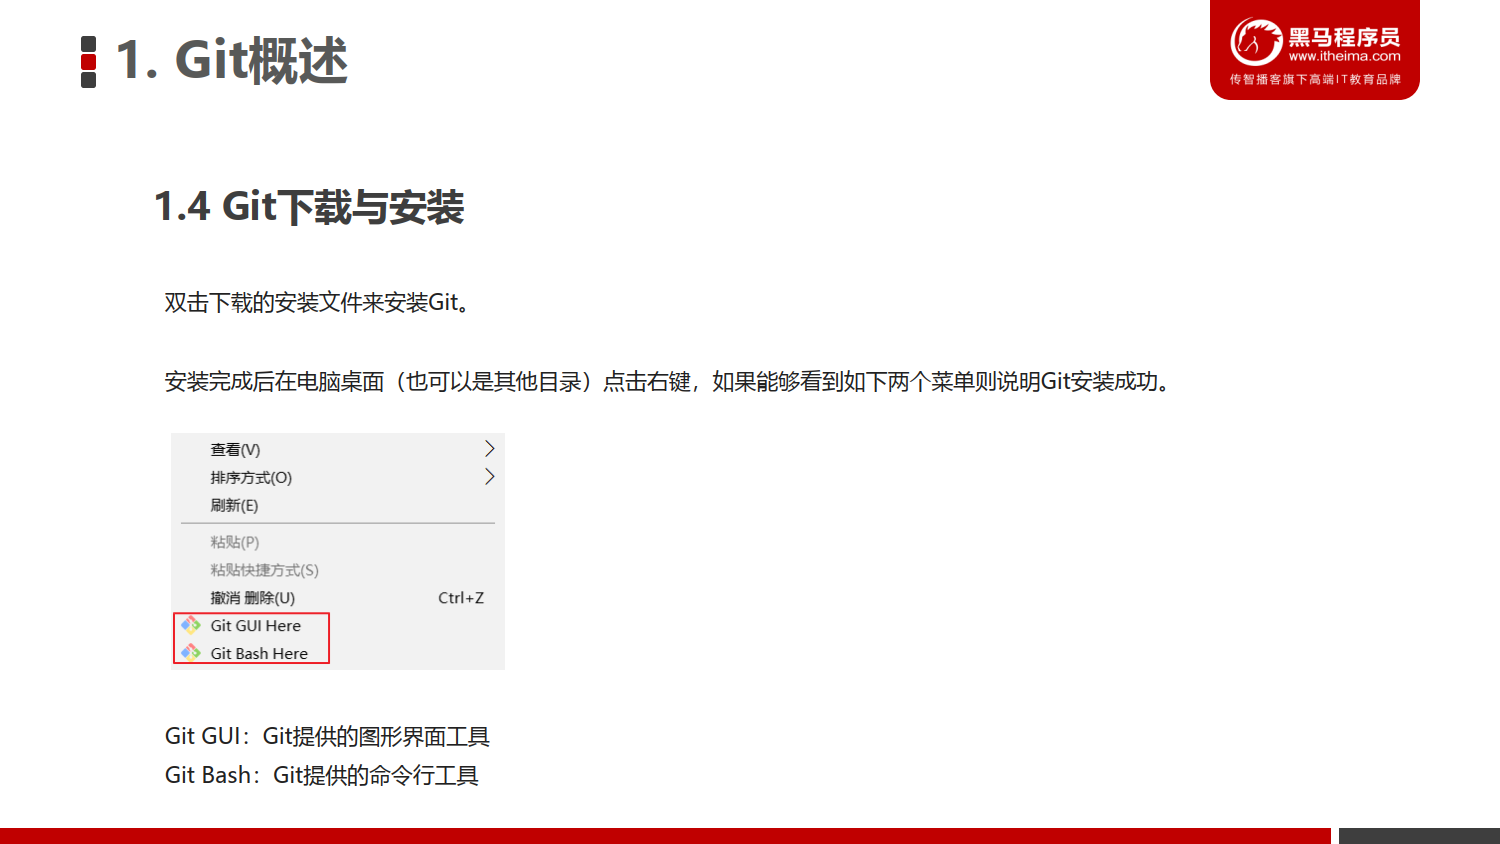 1. Git概述
黑马程序员
www.itheima.com
传智播客旗下高端IT教育品牌
1.4 Git下载与安装
双击下载的安装文件来安装Git。
安装完成后在电脑桌面（也可以是其他目录）点击右键，如果能够看到如下两个菜单则说明Git安装成功。
查看(V)
排序方式(O)
刷新(E)
粘贴(P)
粘贴快捷方式(S)
撤消 删除(U) Ctrl+Z
Git GUI Here
Git Bash Here
Git GUI：Git提供的图形界面工具
Git Bash：Git提供的命令行工具